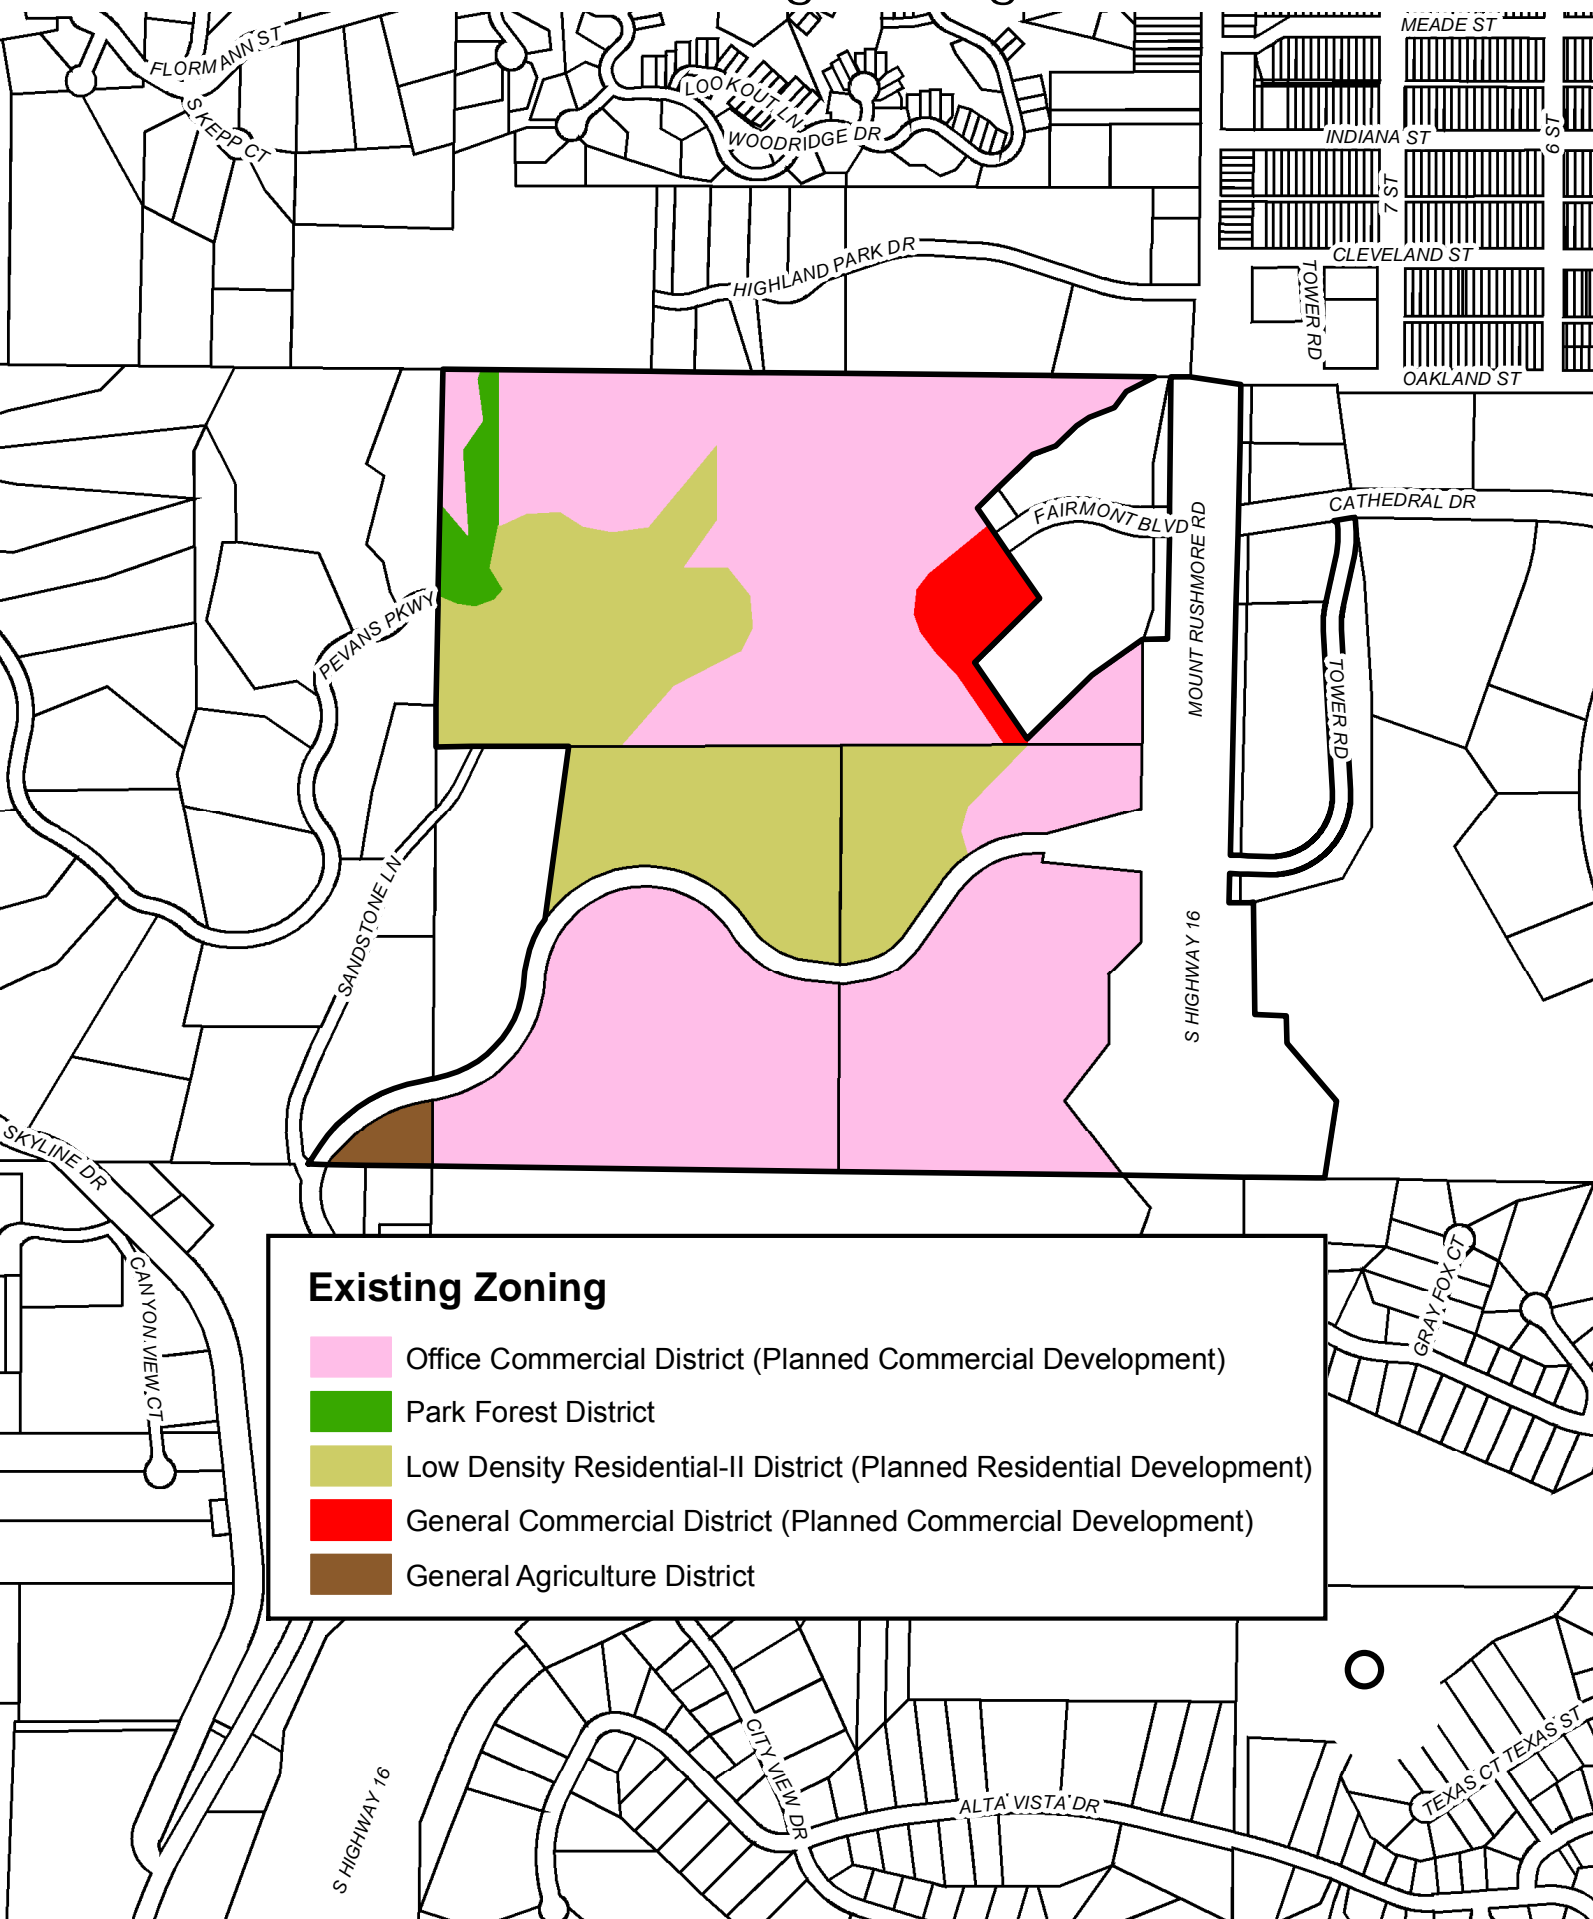 MEADE ST
FLORMANN ST
LOOKOUT LN
S KEPP CT
WOODRIDGE DR
INDIANA ST
6 ST
7 ST
HIGHLAND PARK DR
CLEVELAND ST
TOWER RD
OAKLAND ST
CATHEDRAL DR
FAIRMONT BLVD
MOUNT RUSHMORE RD
PEVANS PKWY
TOWER RD
SANDSTONE LN
S HIGHWAY 16
SKYLINE DR
CANYON VIEW CT
GRAY FOX CT
Existing Zoning
Office Commercial District (Planned Commercial Development)
Park Forest District
Low Density Residential-II District (Planned Residential Development)
General Commercial District (Planned Commercial Development)
General Agriculture District
CITY VIEW DR
TEXAS ST
TEXAS CT
ALTA VISTA DR
S HIGHWAY 16